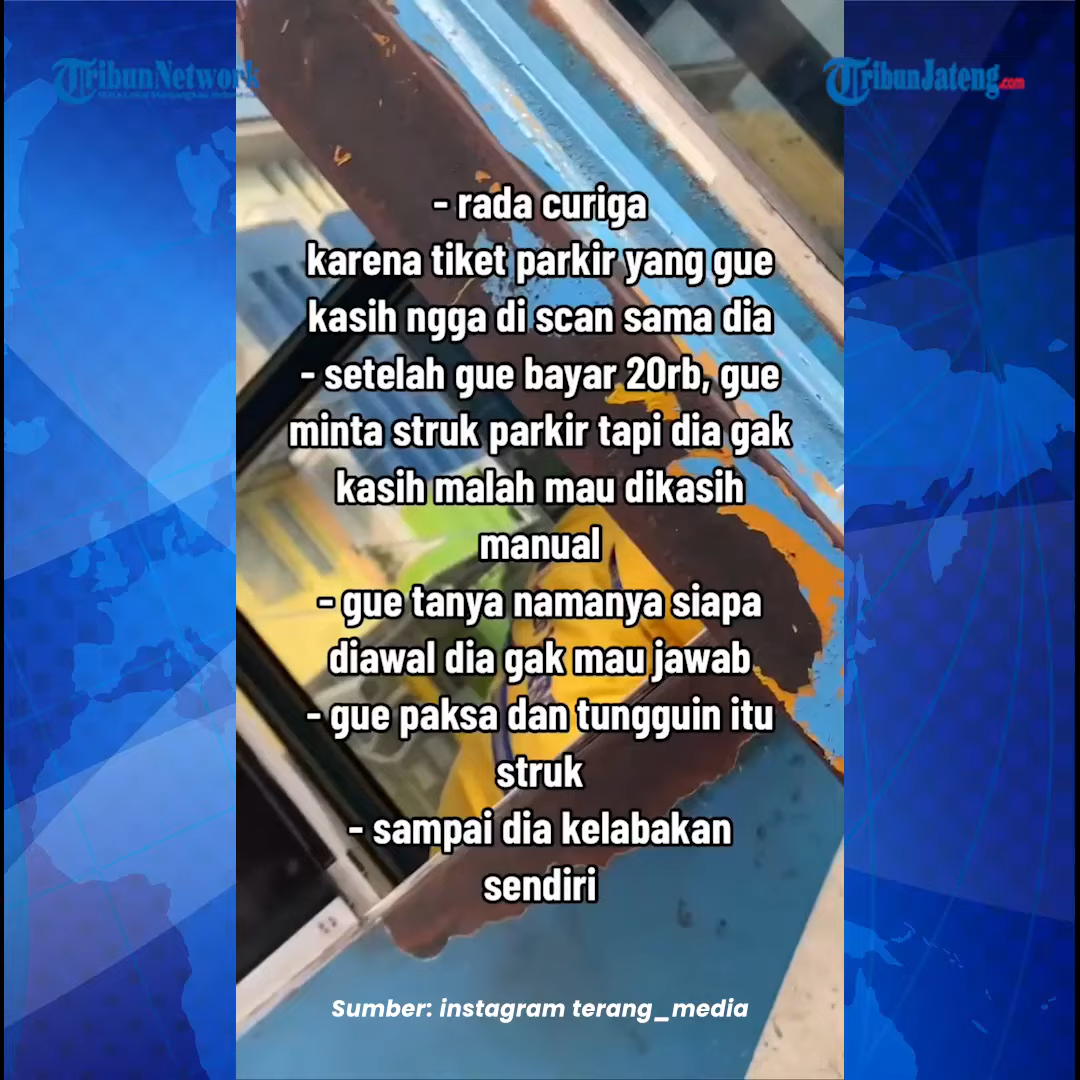 TribunNetwork
TribunJateng.com
- rada curiga
karena tiket parkir yang gue
kasih ngga di scan sama dia
- setelah gue bayar 20rb, gue
minta struk parkir tapi dia gak
kasih malah mau dikasih
manual
- gue tanya namanya siapa
diawal dia gak mau jawab
- gue paksa dan tungguin itu
struk
- sampai dia kelabakan
sendiri
Sumber: instagram terang_media